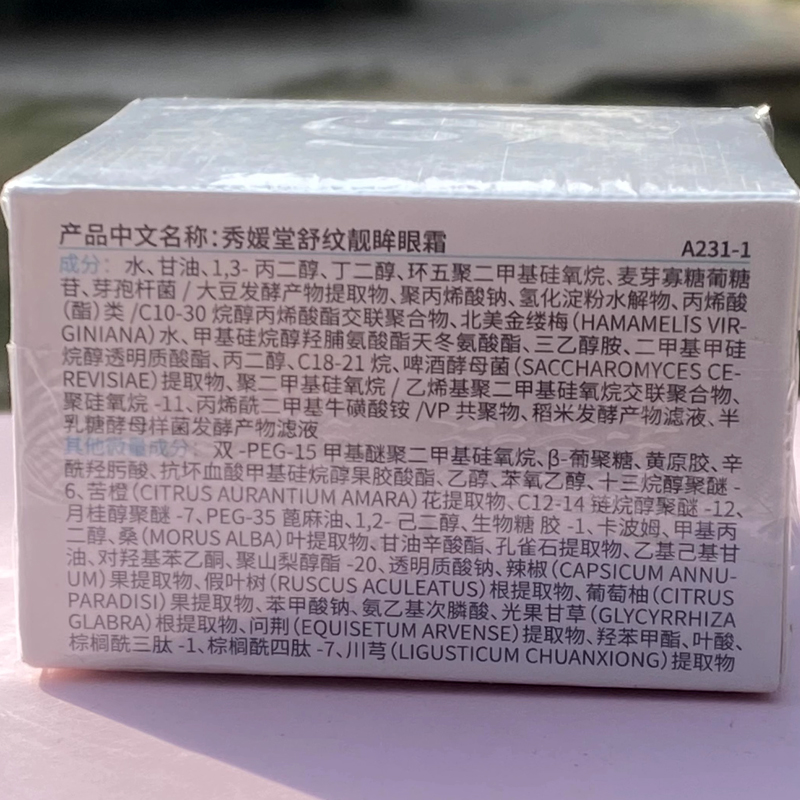 产品中文名称：秀媛堂舒纹靓眸眼霜
A231-1
成分：水、甘油、1,3-丙二醇、丁二醇、环五聚二甲基硅氧烷、麦芽寡糖葡糖
苷、芽孢杆菌/大豆发酵产物提取物、聚丙烯酸钠、氢化淀粉水解物、丙烯酸
（酯）类/C10-30 烷醇丙烯酸酯交联聚合物、北美金缕梅（HAMAMELIS VIR-
GINIANA）水、甲基硅烷醇羟脯氨酸酯天冬氨酸酯、三乙醇胺、二甲基甲硅
烷醇透明质酸酯、丙二醇、C18-21 烷、啤酒酵母菌（SACCHAROMYCES CE-
REVISIAE）提取物、聚二甲基硅氧烷/乙烯基聚二甲基硅氧烷交联聚合物、
聚硅氧烷-11、丙烯酰二甲基牛磺酸铵/VP 共聚物、稻米发酵产物滤液、半
乳糖酵母样菌发酵产物滤液
其他微量成分：双-PEG-15 甲基醚聚二甲基硅氧烷、β-葡聚糖、黄原胶、辛
酰羟肟酸、抗坏血酸甲基硅烷醇果胶酸酯、乙醇、苯氧乙醇、十三烷醇聚醚-
6、苦橙（CITRUS AURANTIUM AMARA）花提取物、C12-14 链烷醇聚醚-12、
月桂醇聚醚-7、PEG-35 蓖麻油、1,2-己二醇、生物糖胶-1、卡波姆、甲基丙
二醇、桑（MORUS ALBA）叶提取物、甘油辛酸酯、孔雀石提取物、乙基己基甘
油、对羟基苯乙酮、聚山梨醇酯-20、透明质酸钠、辣椒（CAPSICUM ANNU-
UM）果提取物、假叶树（RUSCUS ACULEATUS）根提取物、葡萄柚（CITRUS
PARADISI）果提取物、苯甲酸钠、氨乙基次膦酸、光果甘草（GLYCYRRHIZA
GLABRA）根提取物、问荆（EQUISETUM ARVENSE）提取物、羟苯甲酯、叶酸、
棕榈酰三肽-1、棕榈酰四肽-7、川芎（LIGUSTICUM CHUANXIONG）提取物